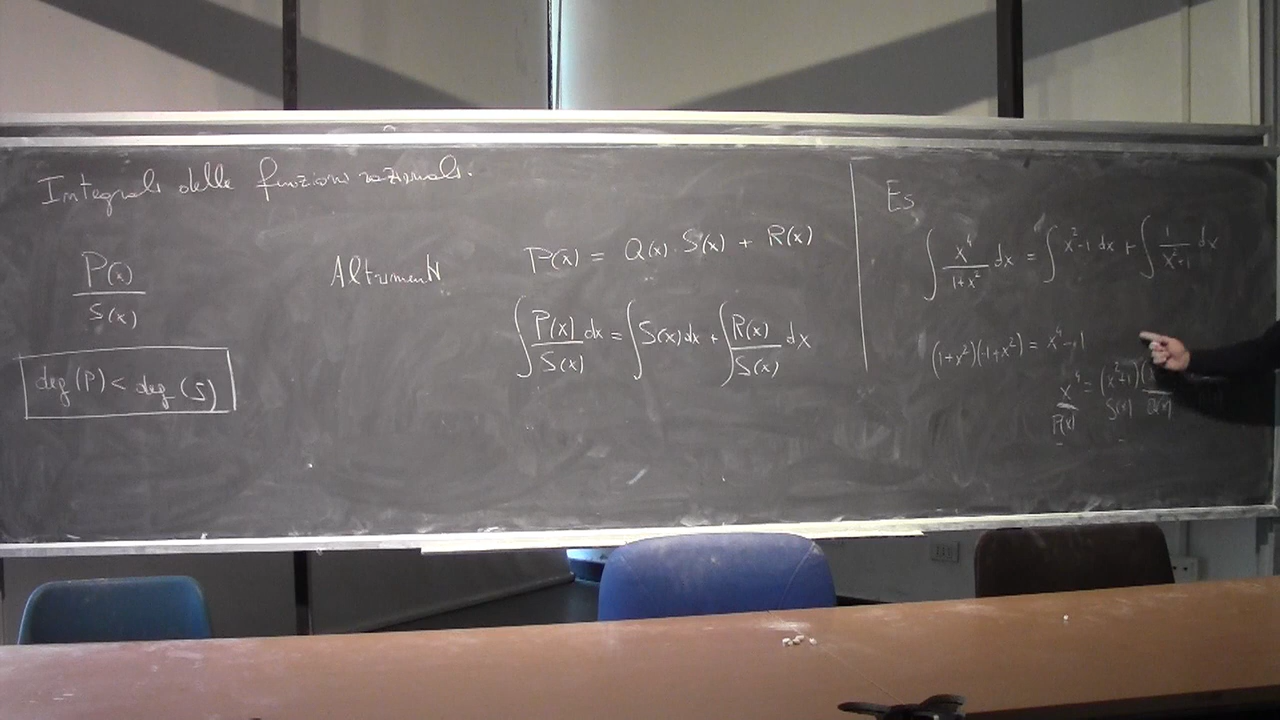 Integrali delle funzioni razionali.
P(x)
S(x)
deg(P) < deg(S)
Altrimenti
P(x) = Q(x)·S(x) + R(x)
∫ P(x)/S(x) dx = ∫ S(x) dx + ∫ R(x)/S(x) dx
Es
∫ x⁴/(1+x²) dx = ∫ x²-1 dx + ∫ 1/(x²+1) dx
(1+x²)(-1+x²) = x⁴-1
x⁴ = (x²+1)(
P(x) S(x) Q(x)